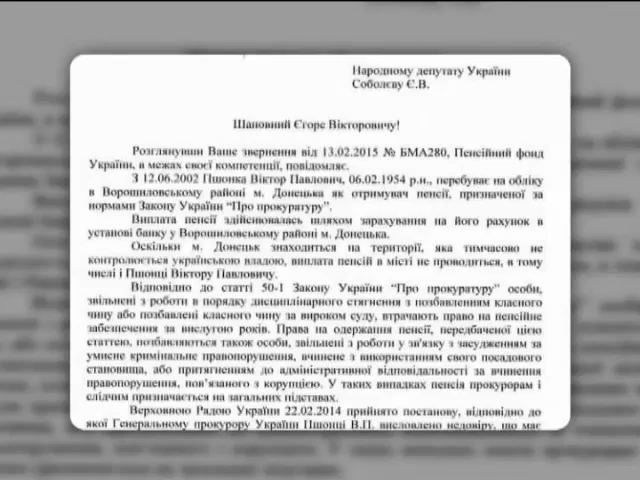 Народному депутату України
Соболєву Є.В.
Шановний Єгоре Вікторовичу!
Розглянувши Ваше звернення від 13.02.2015 № БМА280, Пенсійний фонд
України, в межах своєї компетенції, повідомляє.
З 12.06.2002 Пшонка Віктор Павлович, 06.02.1954 р.н., перебуває на обліку
в Ворошиловському районі м. Донецька як отримувач пенсії, призначеної за
нормами Закону України “Про прокуратуру”.
Виплата пенсії здійснювалась шляхом зарахування на його рахунок в
установі банку у Ворошиловському районі м. Донецька.
Оскільки м. Донецьк знаходиться на території, яка тимчасово не
контролюється українською владою, виплата пенсій в місті не проводиться, в тому
числі і Пшонці Віктору Павловичу.
Відповідно до статті 50-1 Закону України “Про прокуратуру” особи,
звільнені з роботи в порядку дисциплінарного стягнення з позбавленням класного
чину або позбавлені класного чину за вироком суду, втрачають право на пенсійне
забезпечення за вислугою років. Права на одержання пенсії, передбаченої цією
статтею, позбавляються також особи, звільнені з роботи у зв'язку з засудженням за
умисне кримінальне правопорушення, вчинене з використанням свого посадового
становища, або притягненням до адміністративної відповідальності за вчинення
правопорушення, пов’язаного з корупцією. У таких випадках пенсія прокурорам і
слідчим призначається на загальних підставах.
Верховною Радою України 22.02.2014 прийнято постанову, відповідно до
якої Генеральному прокурору України Пшонці В.П. висловлено недовіру, що має